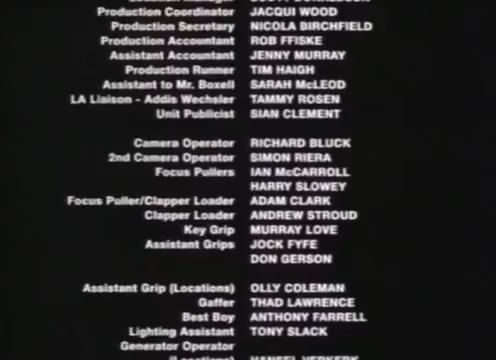 Production Coordinator JACQUI WOOD
Production Secretary NICOLA BIRCHFIELD
Production Accountant ROB FFISKE
Assistant Accountant JENNY MURRAY
Production Runner TIM HAIGH
Assistant to Mr. Boxell SARAH McLEOD
LA Liaison - Addis Wechsler TAMMY ROSEN
Unit Publicist SIAN CLEMENT
Camera Operator RICHARD BLUCK
2nd Camera Operator SIMON RIERA
Focus Pullers IAN McCARROLL
HARRY SLOWEY
Focus Puller/Clapper Loader ADAM CLARK
Clapper Loader ANDREW STROUD
Key Grip MURRAY LOVE
Assistant Grips JOCK FYFE
DON GERSON
Assistant Grip (Locations) OLLY COLEMAN
Gaffer THAD LAWRENCE
Best Boy ANTHONY FARRELL
Lighting Assistant TONY SLACK
Generator Operator
(Locations) HANSEL VERKERK